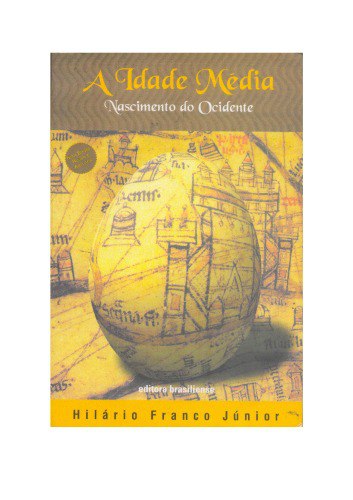 A Idade Média
Nascimento do Ocidente
editora brasiliense
Hilário Franco Júnior